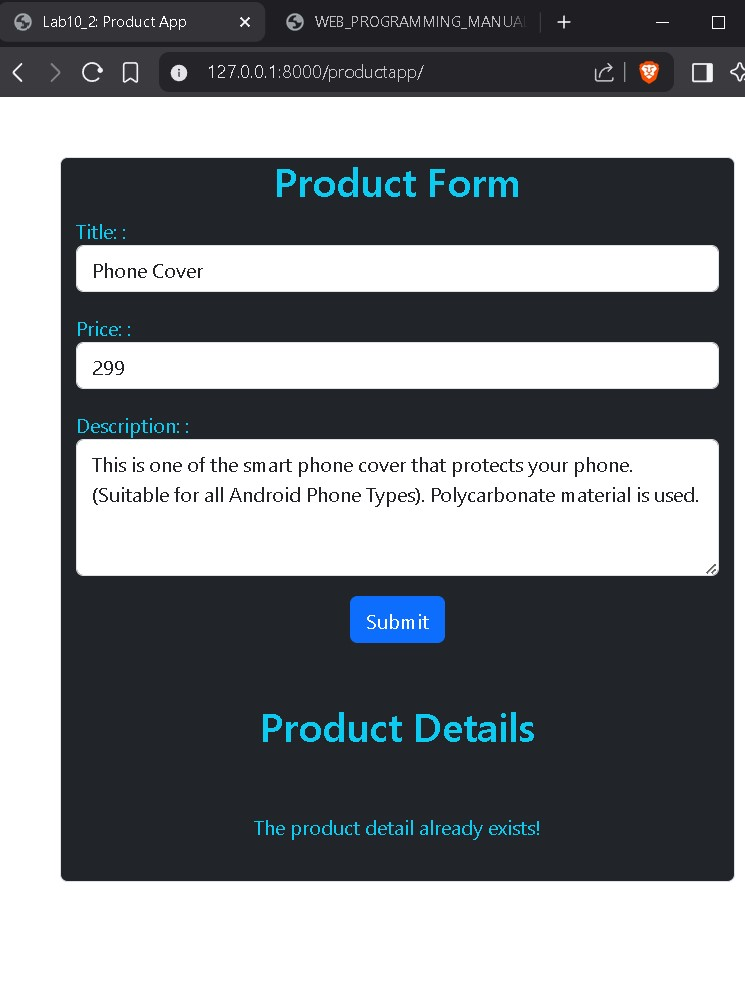 Lab10_2: Product App
WEB_PROGRAMMING_MANUA
127.0.0.1:8000/productapp/
Product Form
Title: :
Phone Cover
Price: :
299
Description: :
This is one of the smart phone cover that protects your phone.
(Suitable for all Android Phone Types). Polycarbonate material is used.
Submit
Product Details
The product detail already exists!